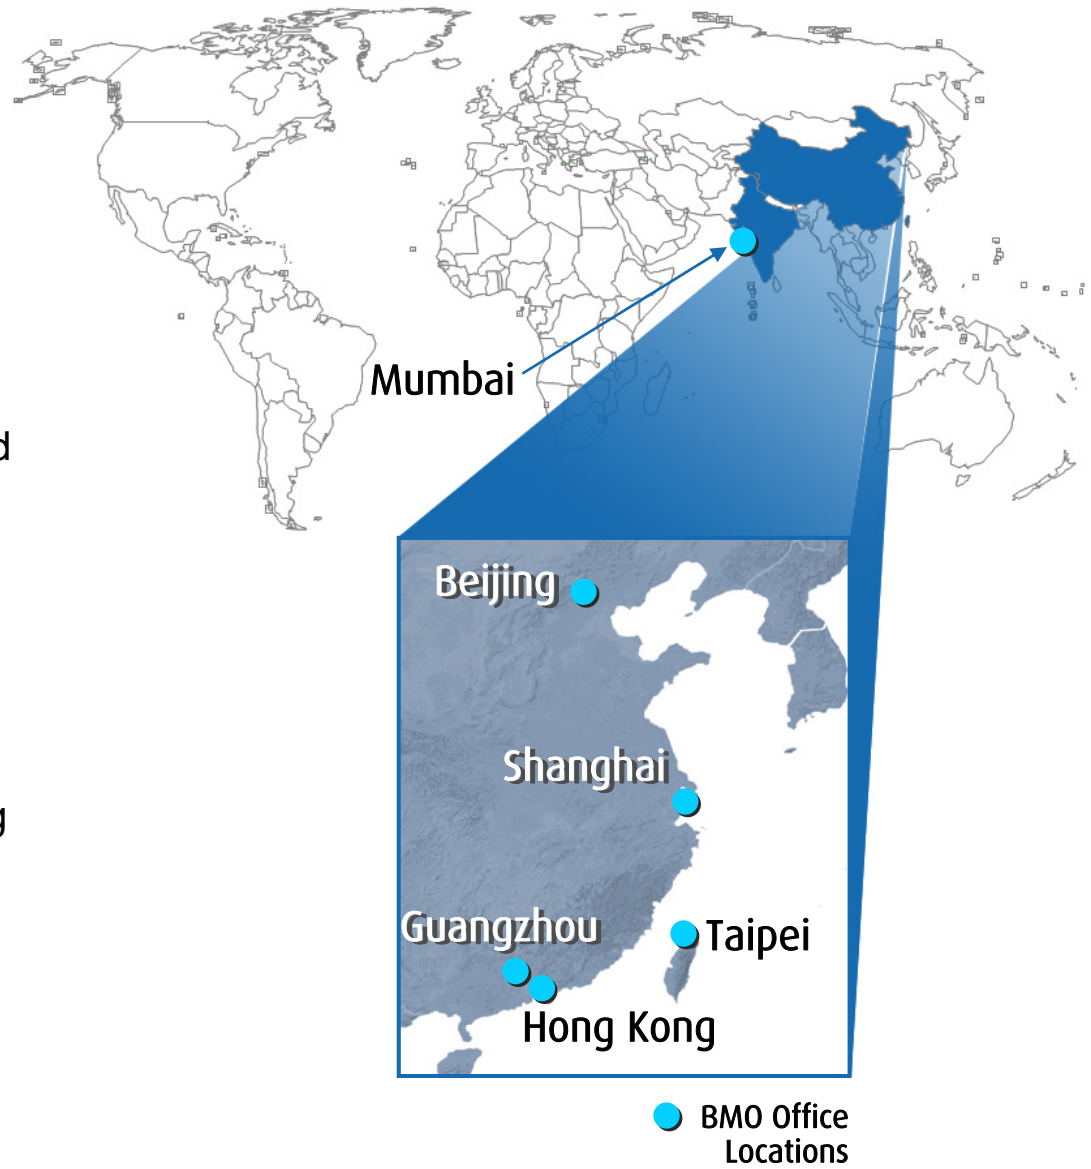 Mumbai
d
Beijing
Shanghai
g
Guangzhou
Taipei
Hong Kong
BMO Office
Locations